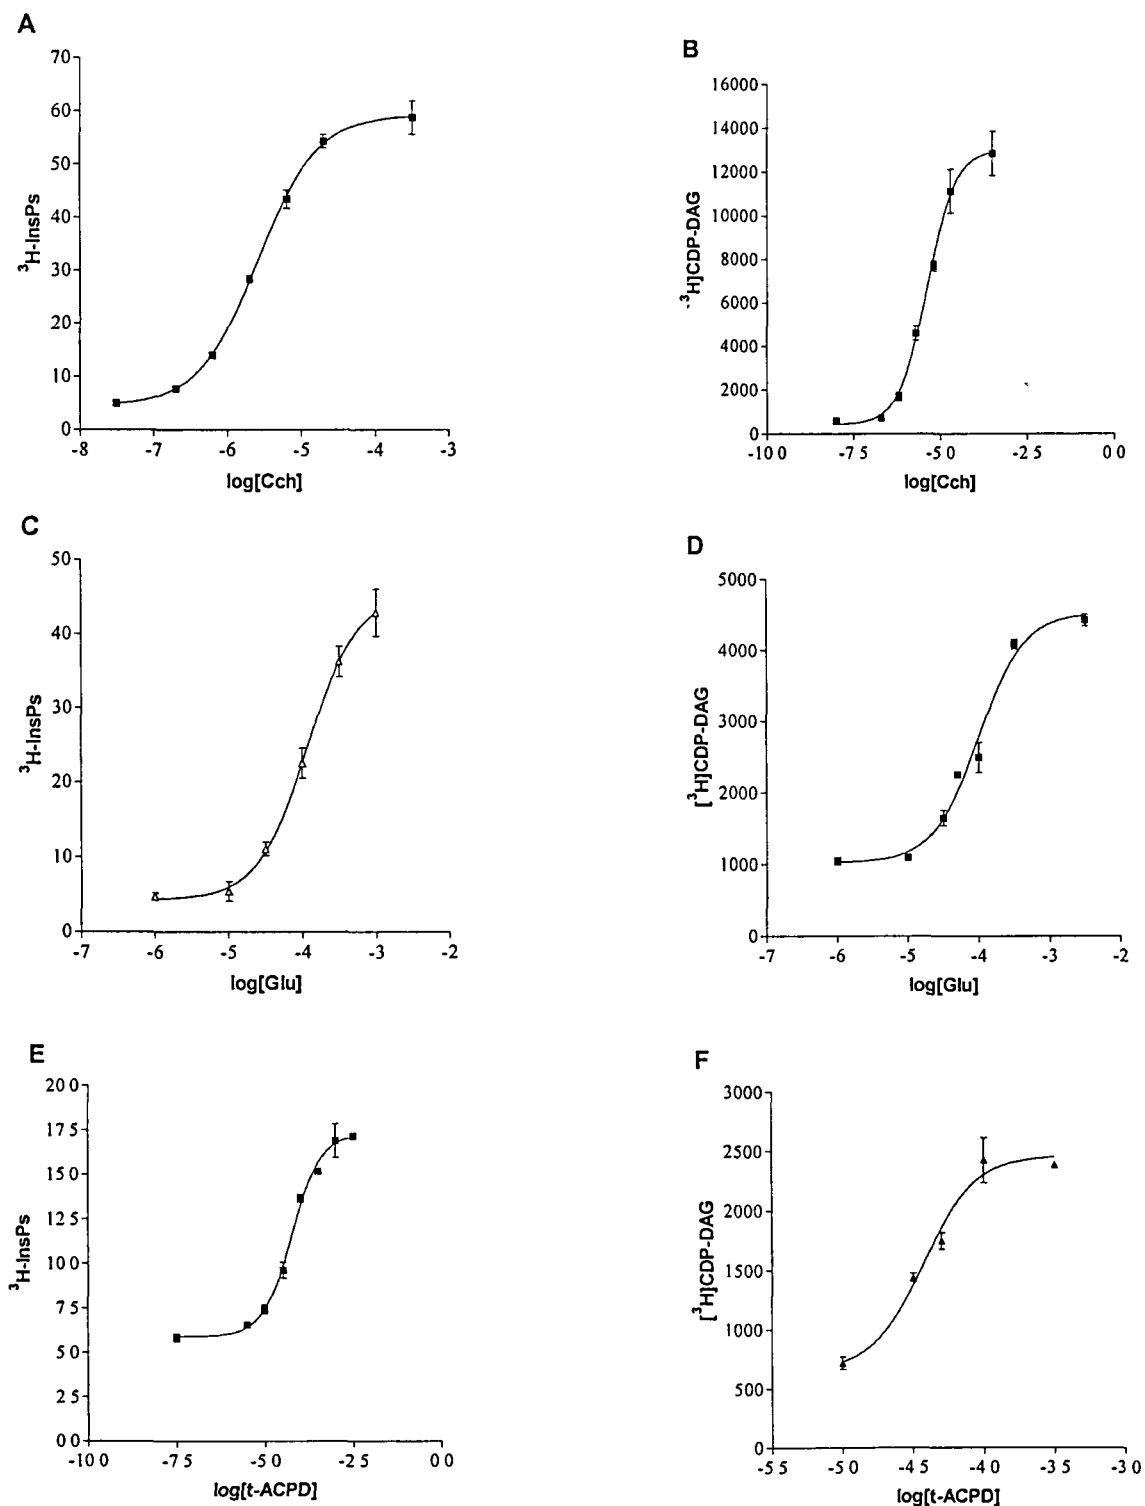 A
70
60
50
40
30
20
10
0
³H-InsPs
-8 -7 -6 -5 -4 -3
log[Cch]
B
16000
14000
12000
10000
8000
6000
4000
2000
0
³H]CDP-DAG
-10 0 -7 5 -5 0 -2 5 0 0
log[Cch]
C
50
40
30
20
10
0
³H-InsPs
-7 -6 -5 -4 -3 -2
log[Glu]
D
5000
4000
3000
2000
1000
0
[³H]CDP-DAG
-7 -6 -5 -4 -3 -2
log[Glu]
E
20 0
17 5
15 0
12 5
10 0
7 5
5 0
2 5
0 0
³H-InsPs
-10 0 -7 5 -5 0 -2 5 0 0
log[t-ACPD]
F
3000
2500
2000
1500
1000
500
0
[³H]CDP-DAG
-5 5 -5 0 -4 5 -4 0 -3 5 -3 0
log[t-ACPD]